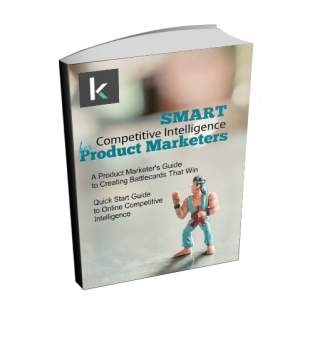 k
SMART
Competitive Intelligence
for
Product Marketers
A Product Marketer's Guide
to Creating Battlecards That Win
Quick Start Guide
to Online Competitive
Intelligence